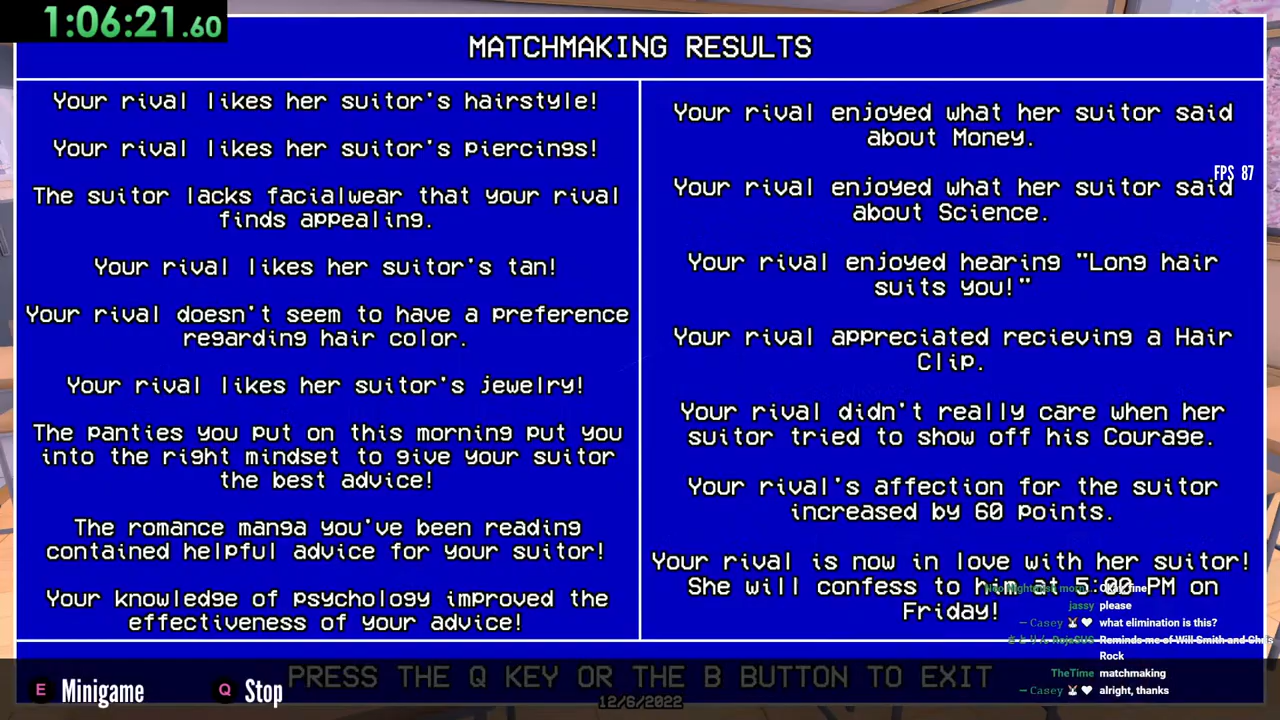 1:06:21.60
MATCHMAKING RESULTS
Your rival likes her suitor's hairstyle!
Your rival likes her suitor's piercings!
The suitor lacks facialwear that your rival
finds appealing.
Your rival likes her suitor's tan!
Your rival doesn't seem to have a preference
regarding hair color.
Your rival likes her suitor's jewelry!
The panties you put on this morning put you
into the right mindset to give your suitor
the best advice!
The romance manga you've been reading
contained helpful advice for your suitor!
Your knowledge of psychology improved the
effectiveness of your advice!
Your rival enjoyed what her suitor said
about Money.
FPS 87
Your rival enjoyed what her suitor said
about Science.
Your rival enjoyed hearing "Long hair
suits you!"
Your rival appreciated recieving a Hair
Clip.
Your rival didn't really care when her
suitor tried to show off his Courage.
Your rival's affection for the suitor
increased by 60 points.
Your rival is now in love with her suitor!
She will confess to him at 5:00 PM on
Friday!
Okay, fine
jassy please
— Casey what elimination is this?
RojaSUS Reminds me of Will Smith and Chris
Rock
TheTime matchmaking
— Casey alright, thanks
PRESS THE Q KEY OR THE B BUTTON TO EXIT
E Minigame
Q Stop
12/6/2022